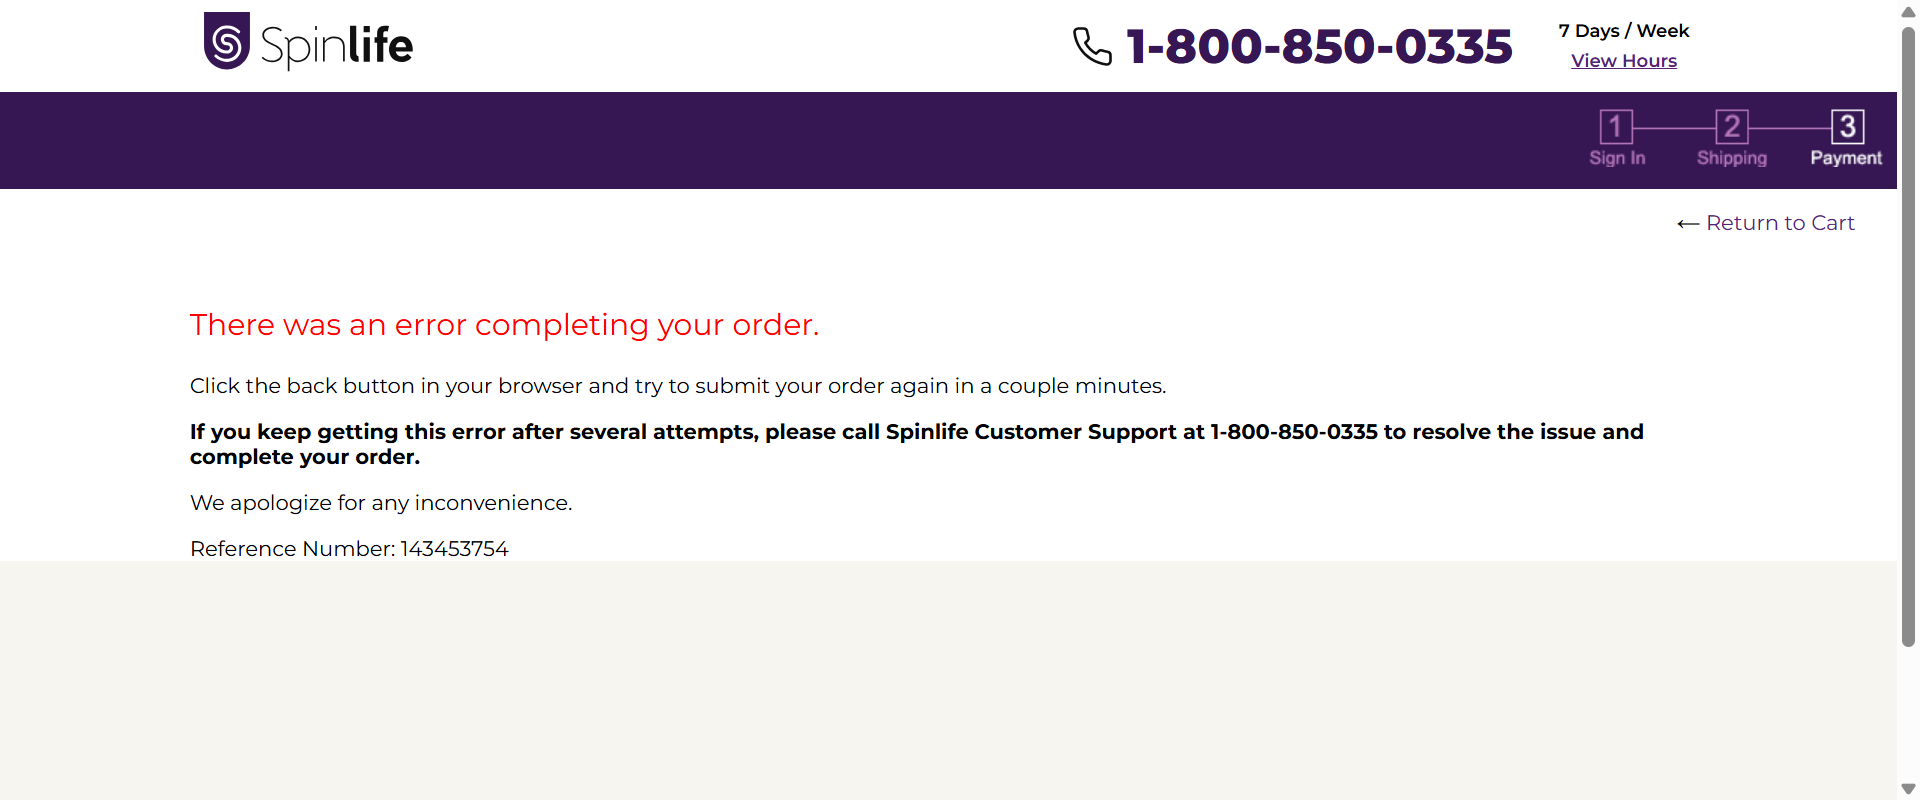 Spinlife
1-800-850-0335
7 Days / Week
View Hours
1
2
3
Sign In
Shipping
Payment
← Return to Cart
There was an error completing your order.
Click the back button in your browser and try to submit your order again in a couple minutes.
If you keep getting this error after several attempts, please call Spinlife Customer Support at 1-800-850-0335 to resolve the issue and
complete your order.
We apologize for any inconvenience.
Reference Number: 143453754